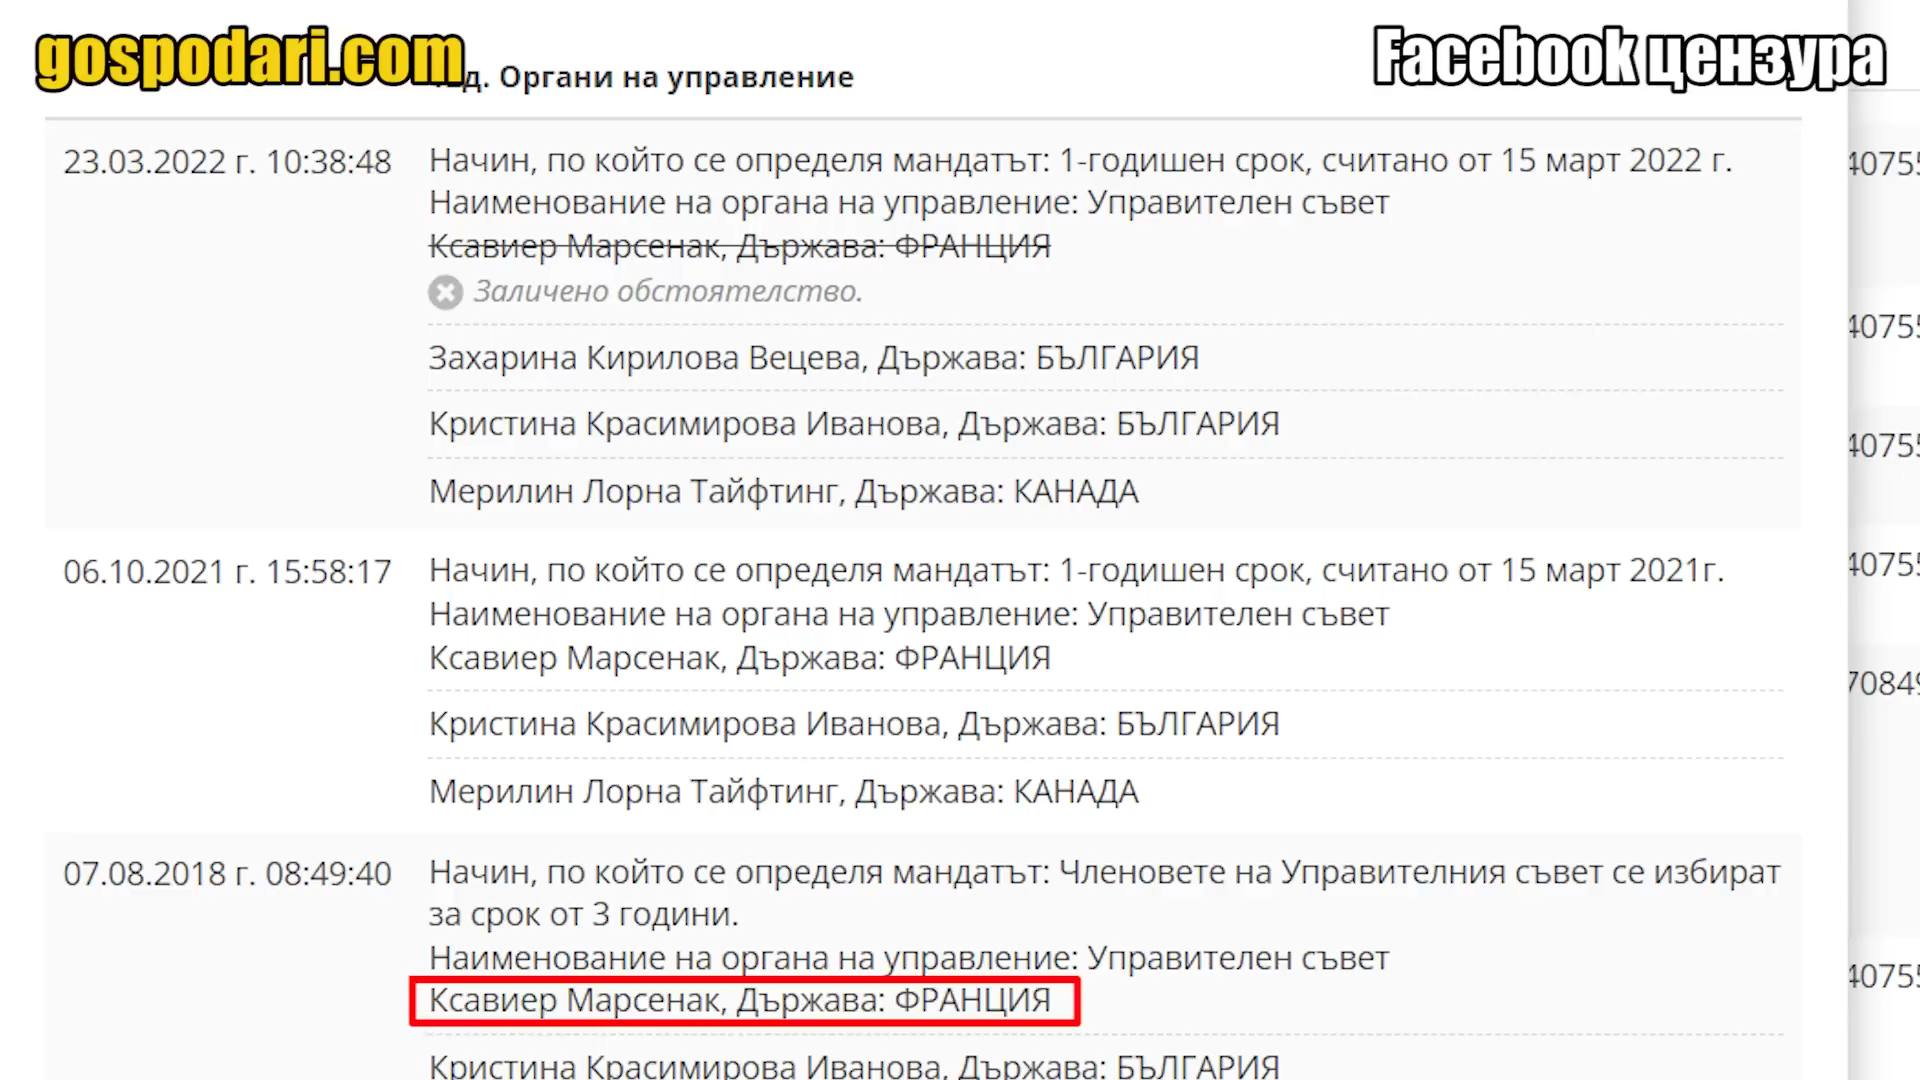 gospodari.com
Facebook цензура
д. Органи на управление
23.03.2022 г. 10:38:48
Начин, по който се определя мандатът: 1-годишен срок, считано от 15 март 2022 г.
Наименование на органа на управление: Управителен съвет
Ксавиер Марсенак, Държава: ФРАНЦИЯ
Заличено обстоятелство.
Захарина Кирилова Вецева, Държава: БЪЛГАРИЯ
Кристина Красимирова Иванова, Държава: БЪЛГАРИЯ
Мерилин Лорна Тайфтинг, Държава: КАНАДА
06.10.2021 г. 15:58:17
Начин, по който се определя мандатът: 1-годишен срок, считано от 15 март 2021г.
Наименование на органа на управление: Управителен съвет
Ксавиер Марсенак, Държава: ФРАНЦИЯ
Кристина Красимирова Иванова, Държава: БЪЛГАРИЯ
Мерилин Лорна Тайфтинг, Държава: КАНАДА
07.08.2018 г. 08:49:40
Начин, по който се определя мандатът: Членовете на Управителния съвет се избират
за срок от 3 години.
Наименование на органа на управление: Управителен съвет
Ксавиер Марсенак, Държава: ФРАНЦИЯ
Кристина Красимирова Иванова, Държава: БЪЛГАРИЯ